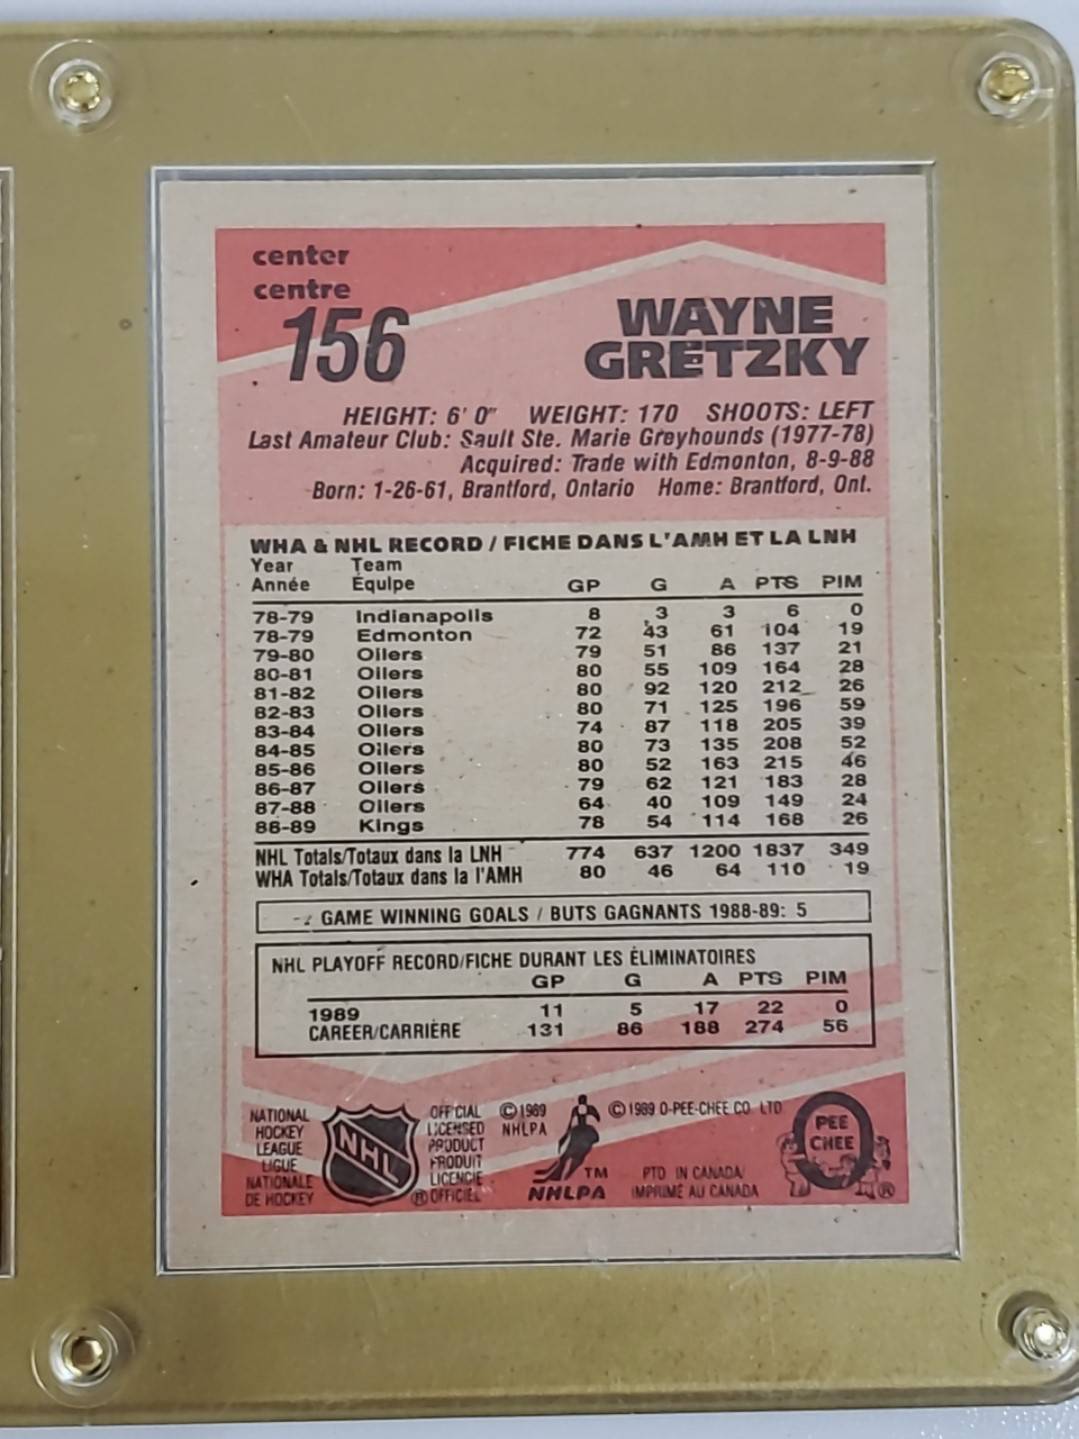 center
centre
156
WAYNE
GRETZKY
HEIGHT: 6' 0" WEIGHT: 170 SHOOTS: LEFT
Last Amateur Club: Sault Ste. Marie Greyhounds (1977-78)
Acquired: Trade with Edmonton, 8-9-88
Born: 1-26-61, Brantford, Ontario Home: Brantford, Ont.
WHA & NHL RECORD / FICHE DANS L'AMH ET LA LNH
Year Team
Année Équipe GP G A PTS PIM
78-79 Indianapolis 8 3 3 6 0
78-79 Edmonton 72 43 61 104 19
79-80 Oilers 79 51 86 137 21
80-81 Oilers 80 55 109 164 28
81-82 Oilers 80 92 120 212 26
82-83 Oilers 80 71 125 196 59
83-84 Oilers 74 87 118 205 39
84-85 Oilers 80 73 135 208 52
85-86 Oilers 80 52 163 215 46
86-87 Oilers 79 62 121 183 28
87-88 Oilers 64 40 109 149 24
88-89 Kings 78 54 114 168 26
NHL Totals/Totaux dans la LNH 774 637 1200 1837 349
WHA Totals/Totaux dans la l'AMH 80 46 64 110 19
GAME WINNING GOALS / BUTS GAGNANTS 1988-89: 5
NHL PLAYOFF RECORD/FICHE DURANT LES ÉLIMINATOIRES
GP G A PTS PIM
1989 11 5 17 22 0
CAREER/CARRIÈRE 131 86 188 274 56
NATIONAL
HOCKEY
LEAGUE
LIGUE
NATIONALE
DE HOCKEY
NHL
OFFICIAL
LICENSED
PRODUCT
PRODUIT
LICENCIE
® OFFICIEL
© 1989
NHLPA
TM
NHLPA
© 1989 O-PEE-CHEE CO. LTD
PTD. IN CANADA
IMPRIMÉ AU CANADA
O
PEE
CHEE
®